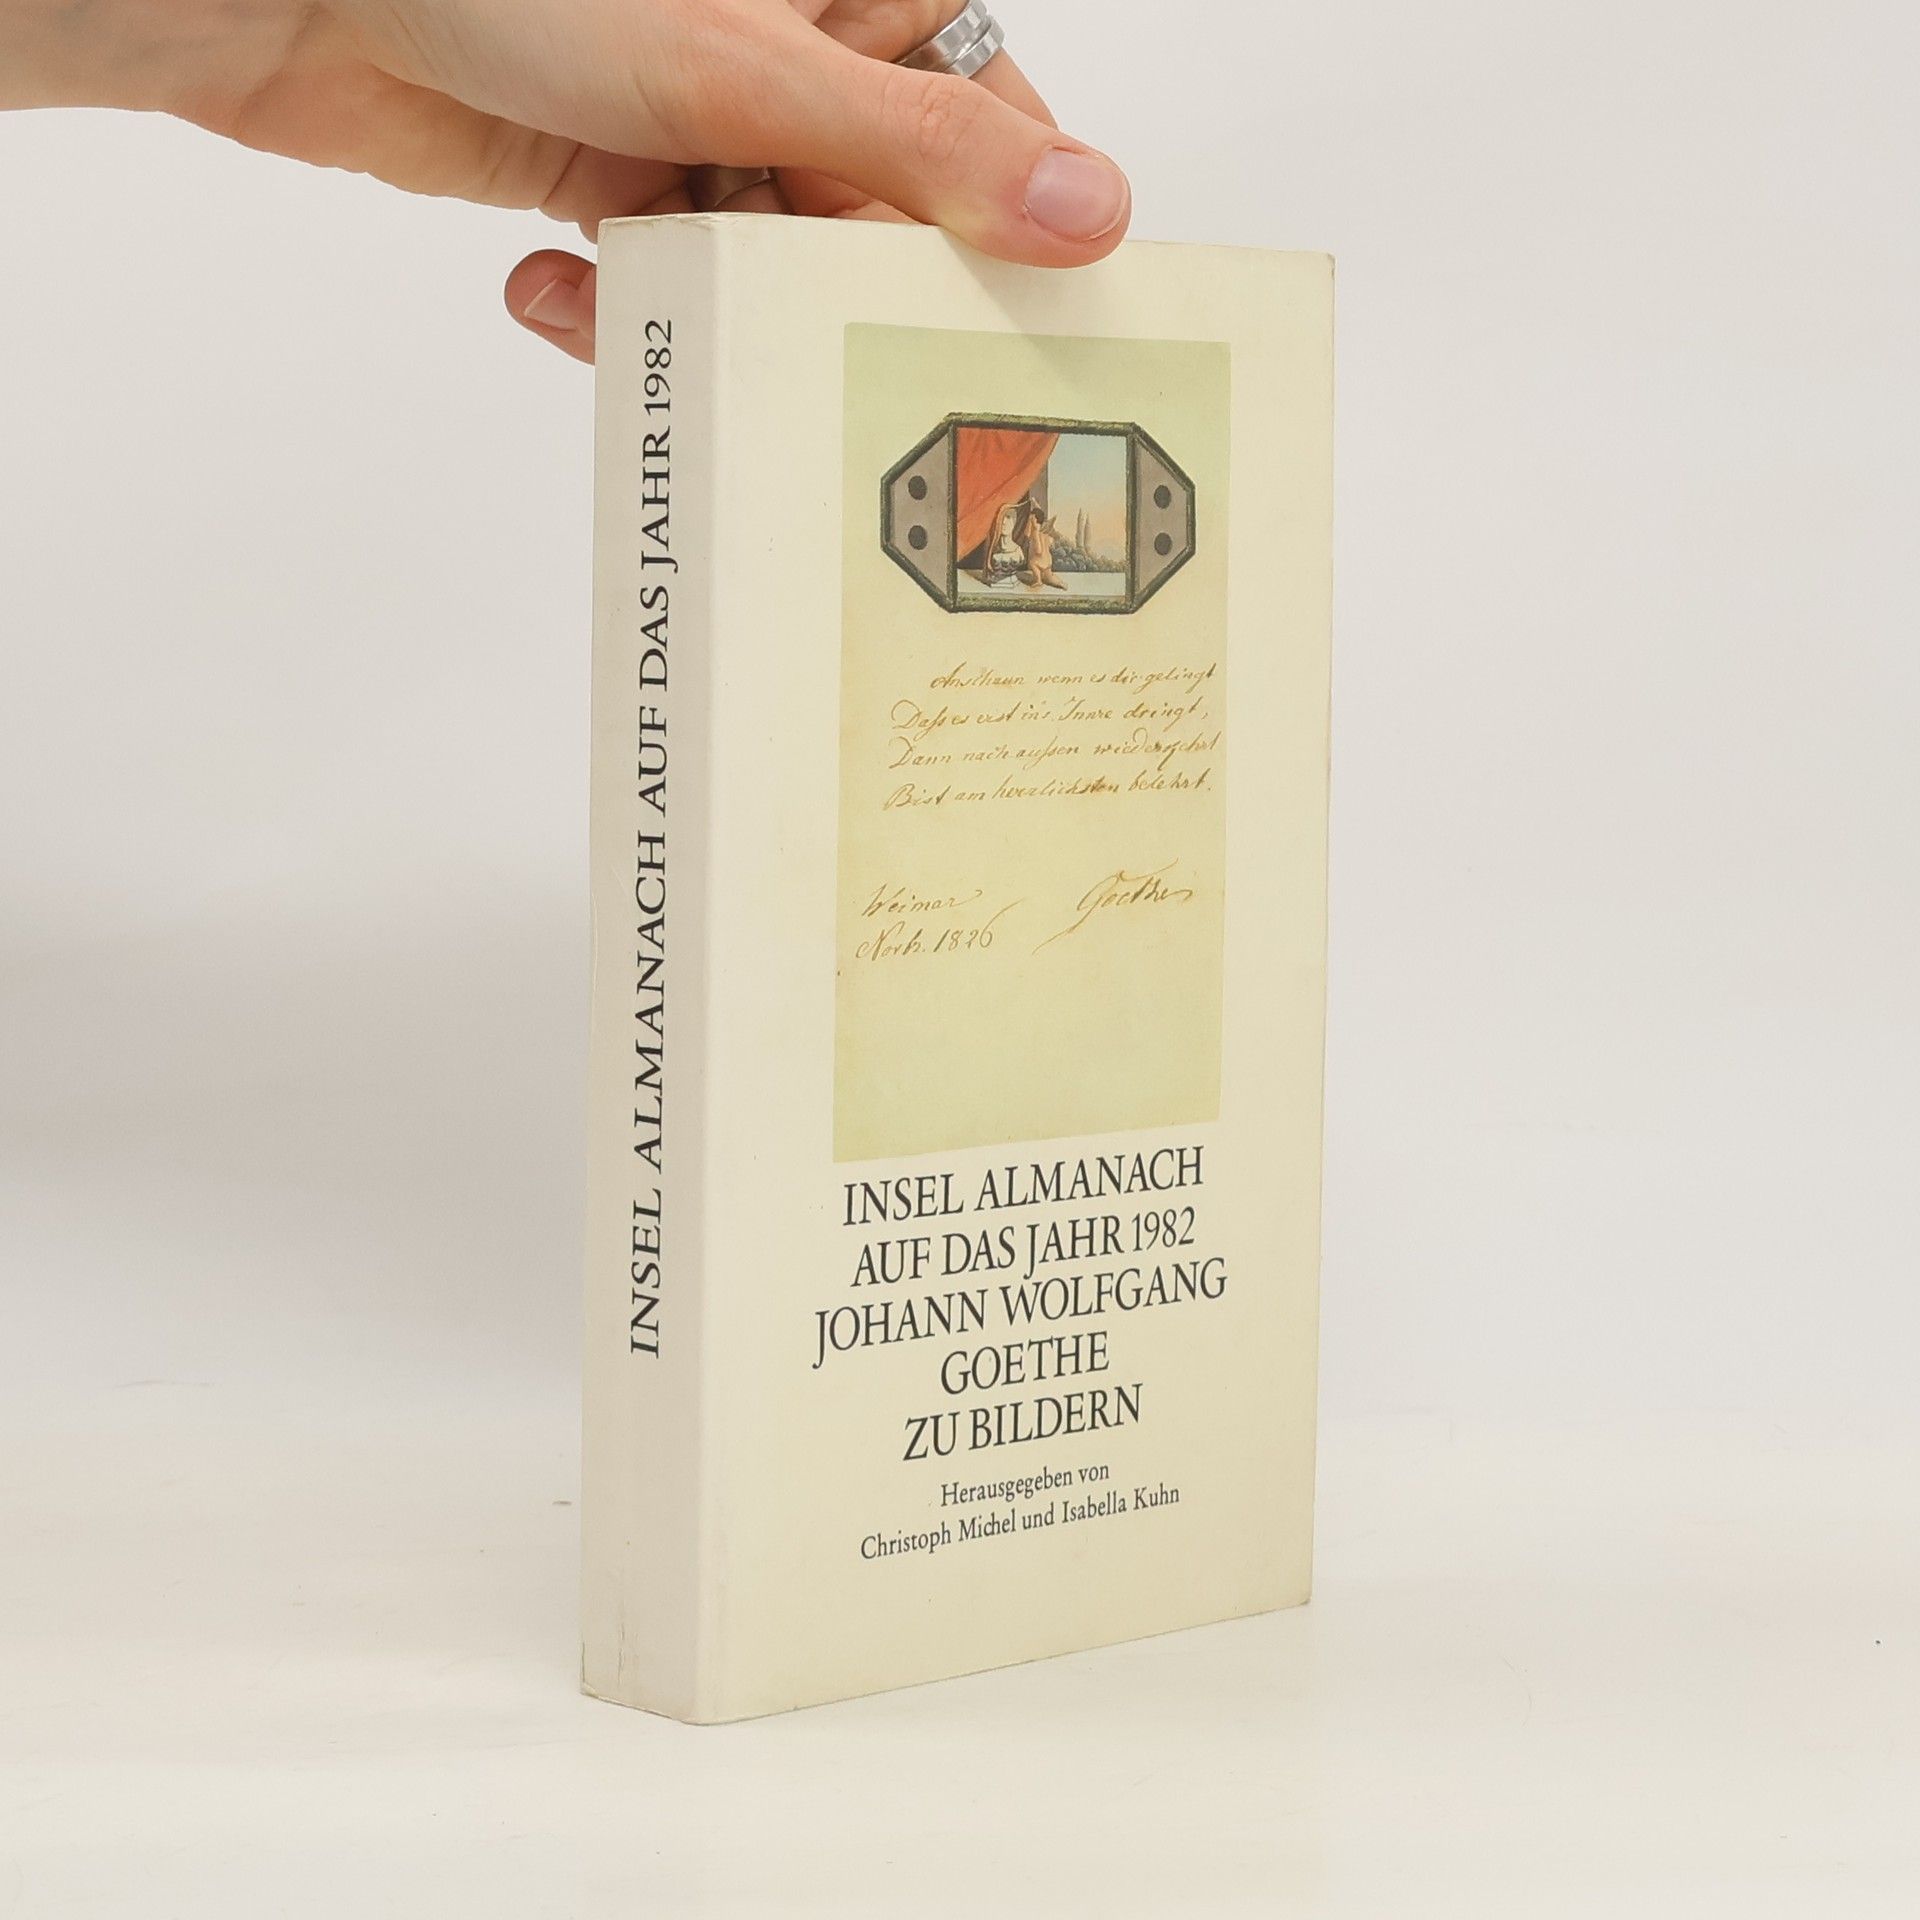 INSEL ALMANACH AUF DAS JAHR 1982
Anschaun wenn es dir gelingt
Daſs es erst in's Innre dringt,
Dann nach auſsen wiederkehrt
Bist am herrlichsten belehrt.
Weimar
Novbr. 1826
Goethe
INSEL ALMANACH
AUF DAS JAHR 1982
JOHANN WOLFGANG
GOETHE
ZU BILDERN
Herausgegeben von
Christoph Michel und Isabella Kuhn